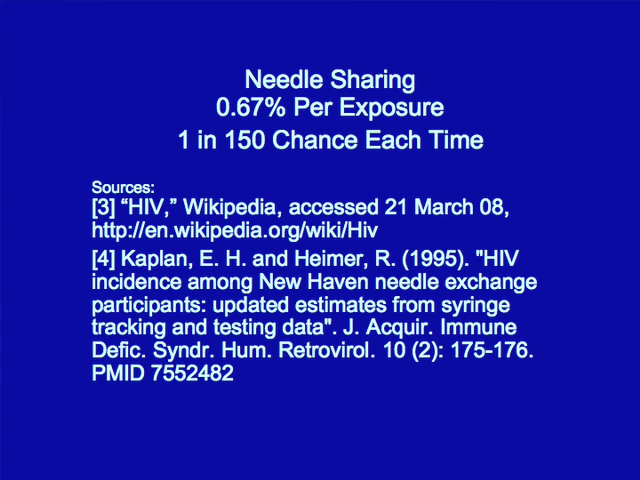 Needle Sharing
0.67% Per Exposure
1 in 150 Chance Each Time
Sources:
[3] “HIV,” Wikipedia, accessed 21 March 08,
http://en.wikipedia.org/wiki/Hiv
[4] Kaplan, E. H. and Heimer, R. (1995). "HIV
incidence among New Haven needle exchange
participants: updated estimates from syringe
tracking and testing data". J. Acquir. Immune
Defic. Syndr. Hum. Retrovirol. 10 (2): 175-176.
PMID 7552482